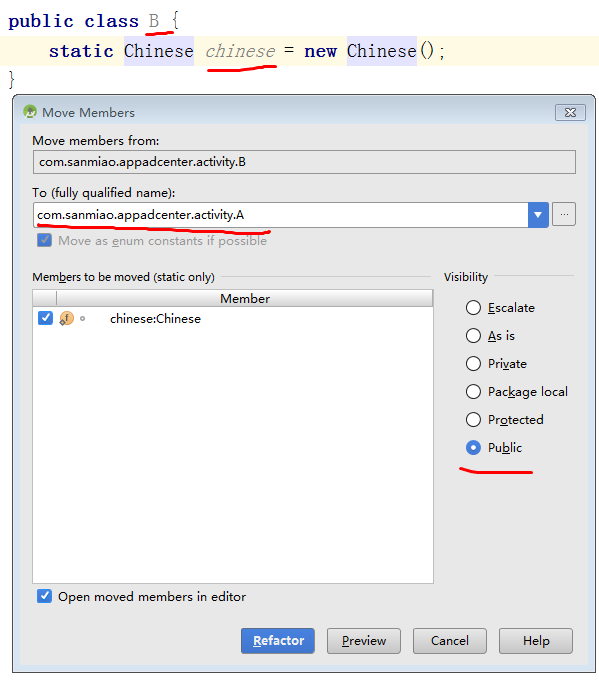 public class B {
static Chinese chinese = new Chinese();
}
Move Members
Move members from:
com.sanmiao.appadcenter.activity.B
To (fully qualified name):
com.sanmiao.appadcenter.activity.A
...
Move as enum constants if possible
Members to be moved (static only)
Visibility
Member
f chinese:Chinese
Escalate
As is
Private
Package local
Protected
Public
Open moved members in editor
Refactor Preview Cancel Help